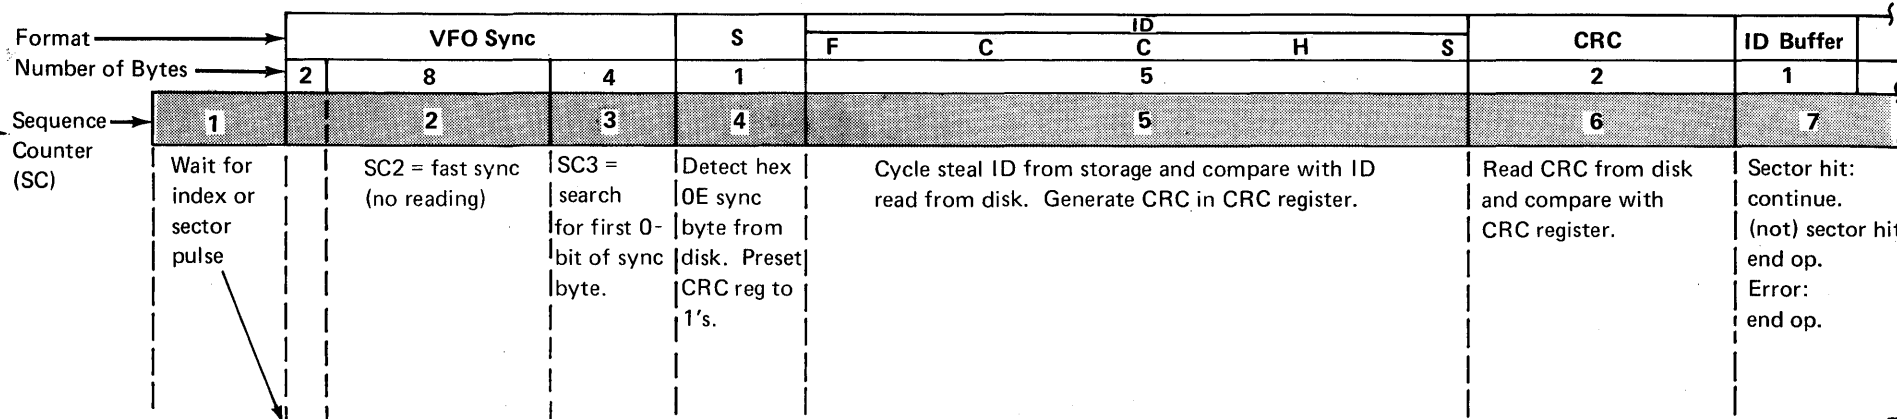 ID
Format VFO Sync S F C C H S CRC ID Buffer
Number of Bytes 2 8 4 1 5 2 1
Sequence Counter (SC) 1 2 3 4 5 6 7
Wait for
index or
sector
pulse
SC2 = fast sync
(no reading)
SC3 =
search
for first 0-
bit of sync
byte.
Detect hex
0E sync
byte from
disk. Preset
CRC reg to
1's.
Cycle steal ID from storage and compare with ID
read from disk. Generate CRC in CRC register.
Read CRC from disk
and compare with
CRC register.
Sector hit:
continue.
(not) sector hit
end op.
Error:
end op.